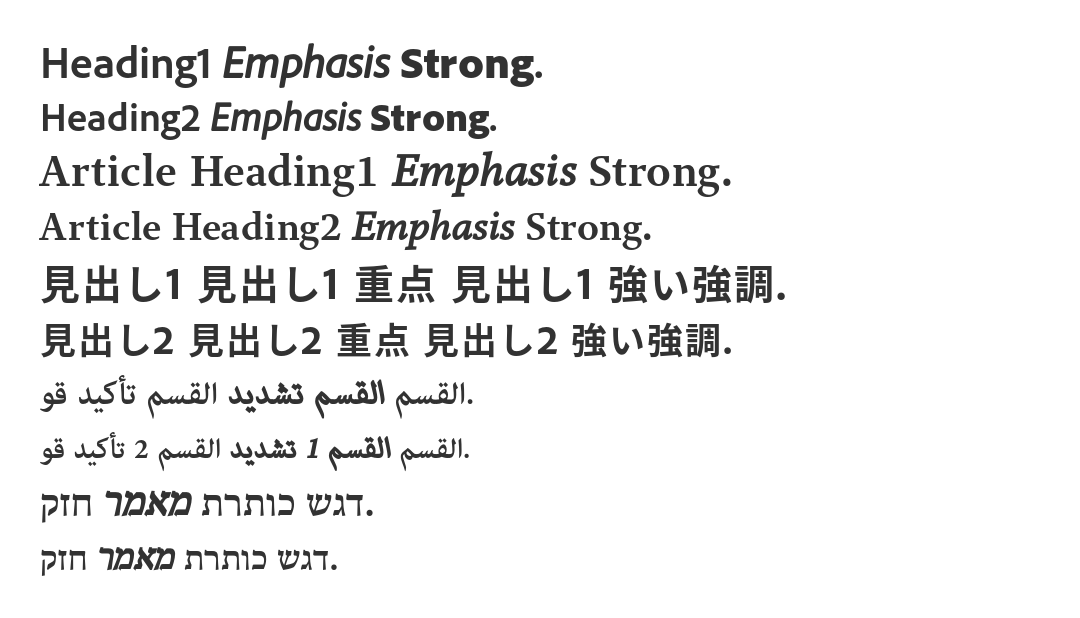 Heading1 Emphasis Strong.
Heading2 Emphasis Strong.
Article Heading1 Emphasis Strong.
Article Heading2 Emphasis Strong.
見出し1 見出し1 重点 見出し1 強い強調.
見出し2 見出し2 重点 見出し2 強い強調.
القسم القسم تشديد القسم تأكيد قو.
القسم القسم 1 تشديد القسم 2 تأكيد قو.
דגש כותרת מאמר חזק.
דגש כותרת מאמר חזק.